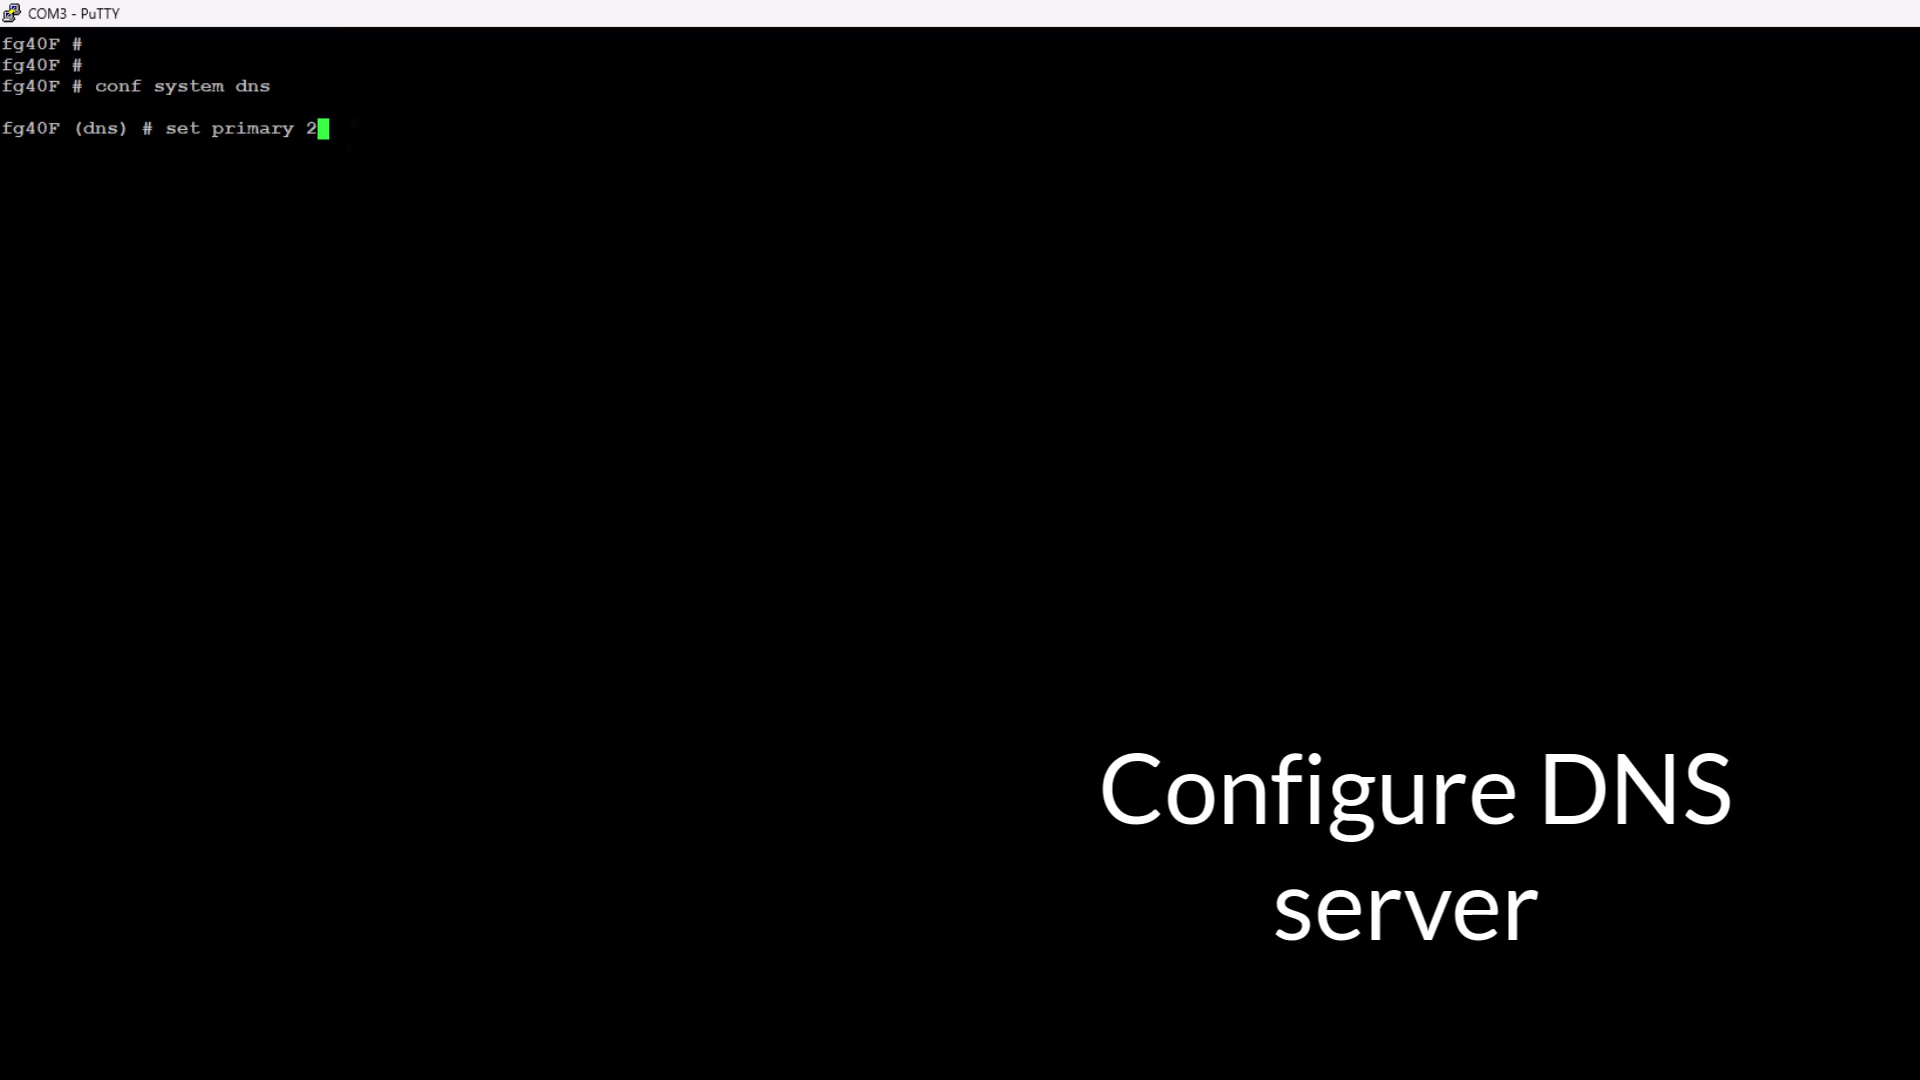 COM3 - PuTTY
fg40F #
fg40F #
fg40F # conf system dns
fg40F (dns) # set primary 2
Configure DNS
server